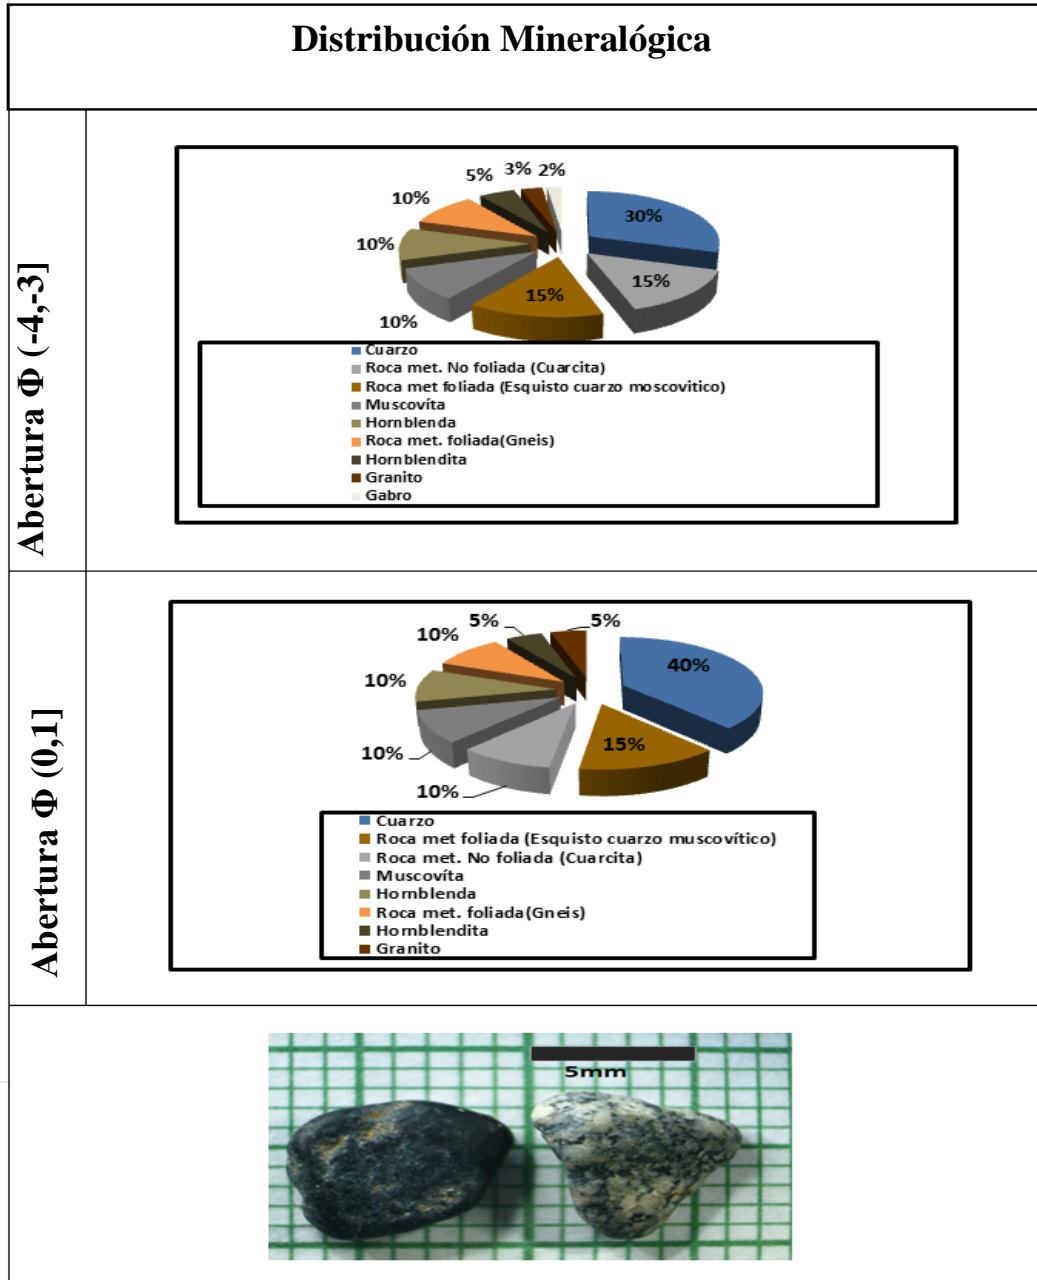 Distribución Mineralógica
Abertura Φ (-4,-3]
30%
15%
15%
10%
10%
10%
5%
3%
2%
Cuarzo
Roca met. No foliada (Cuarcita)
Roca met foliada (Esquisto cuarzo moscovitico)
Muscovíta
Hornblenda
Roca met. foliada(Gneis)
Hornblendita
Granito
Gabro
Abertura Φ (0,1]
40%
15%
10%
10%
10%
10%
5%
5%
Cuarzo
Roca met foliada (Esquisto cuarzo muscovítico)
Roca met. No foliada (Cuarcita)
Muscovíta
Hornblenda
Roca met. foliada(Gneis)
Hornblendita
Granito
5mm